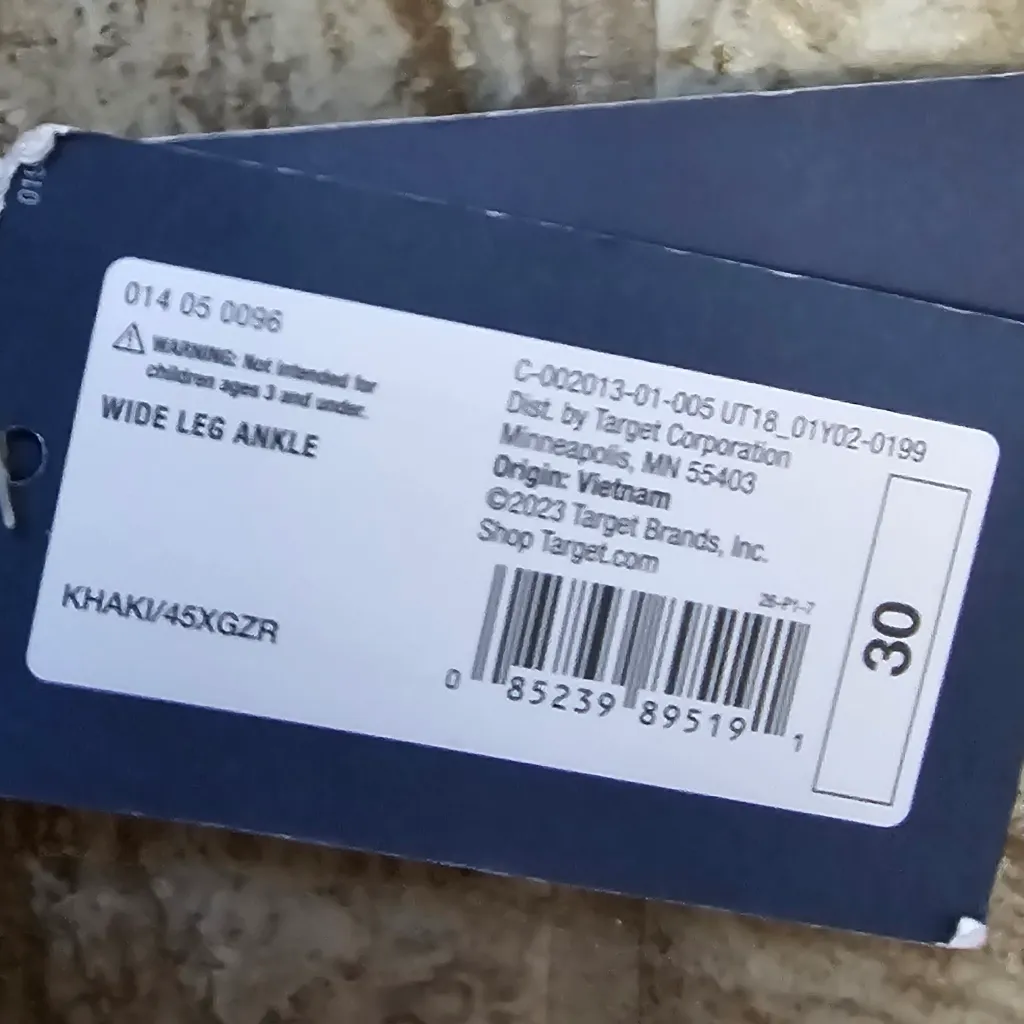 014 05 0096
WARNING: Not intended for
children ages 3 and under.
WIDE LEG ANKLE
KHAKI/45XGZR
C-002013-01-005 UT18_01Y02-0199
Dist. by Target Corporation
Minneapolis, MN 55403
Origin: Vietnam
©2023 Target Brands, Inc.
Shop Target.com
26-P1-7
0 85239 89519 1
30